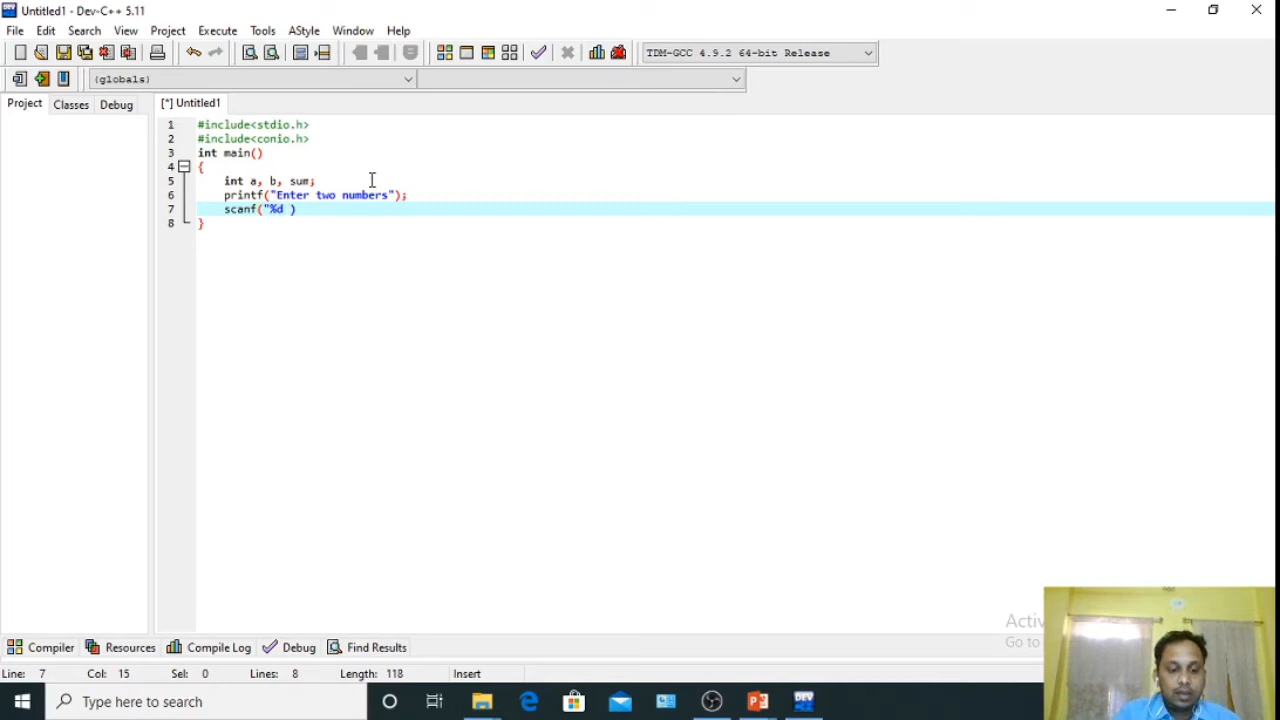 Untitled1 - Dev-C++ 5.11
File Edit Search View Project Execute Tools AStyle Window Help
TDM-GCC 4.9.2 64-bit Release
(globals)
Project Classes Debug [*] Untitled1
1 #include<stdio.h>
2 #include<conio.h>
3 int main()
4 {
5 int a, b, sum;
6 printf("Enter two numbers");
7 scanf("%d )
8 }
Activ
Go to
Compiler Resources Compile Log Debug Find Results
Line: 7 Col: 15 Sel: 0 Lines: 8 Length: 118 Insert
Type here to search